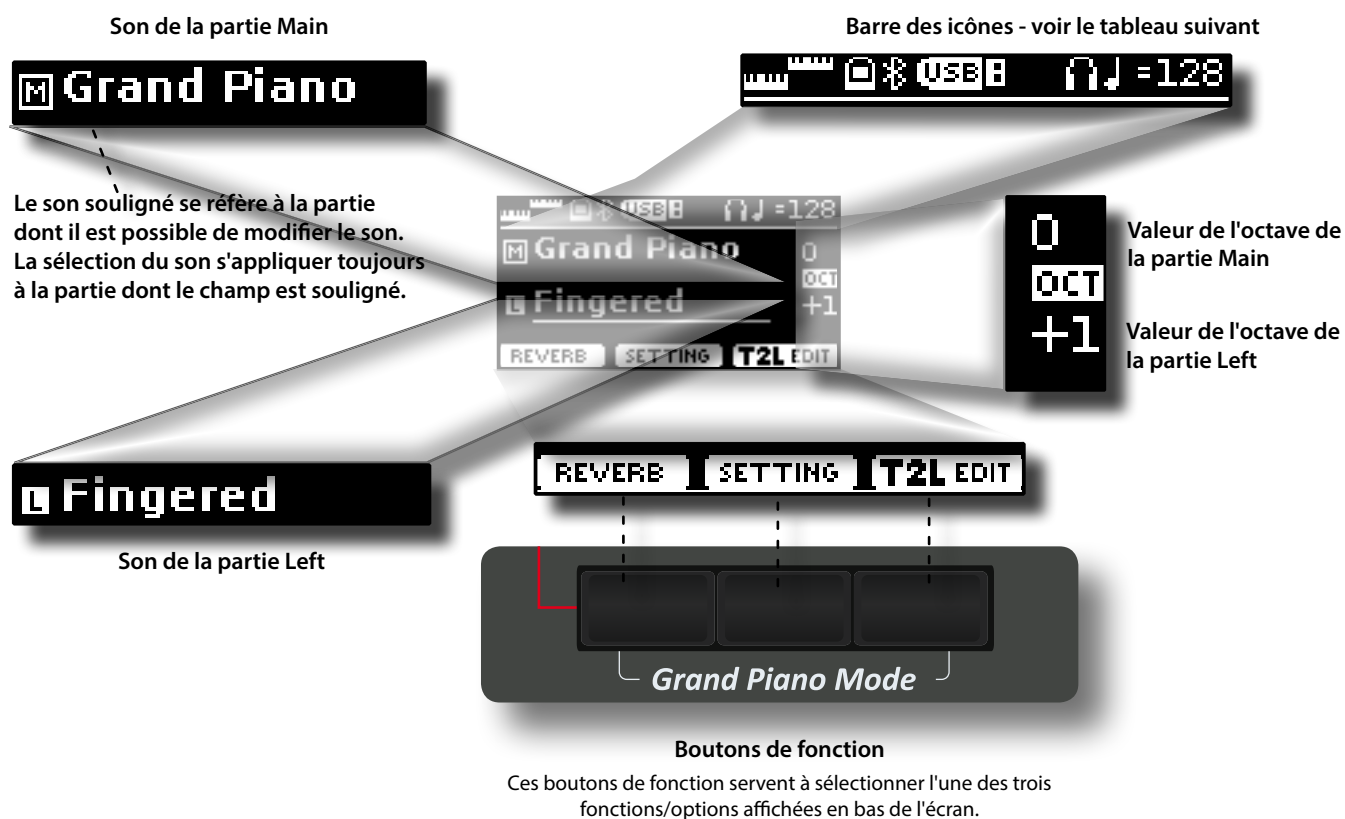 Son de la partie Main
M Grand Piano
Le son souligné se réfère à la partie
dont il est possible de modifier le son.
La sélection du son s'appliquer toujours
à la partie dont le champ est souligné.
Barre des icônes - voir le tableau suivant
USB =128
USB =128
M Grand Piano
0
OCT
L Fingered
+1
REVERB SETTING T2L EDIT
0
OCT
+1
Valeur de l'octave de
la partie Main
Valeur de l'octave de
la partie Left
L Fingered
Son de la partie Left
REVERB SETTING T2L EDIT
Grand Piano Mode
Boutons de fonction
Ces boutons de fonction servent à sélectionner l'une des trois
fonctions/options affichées en bas de l'écran.